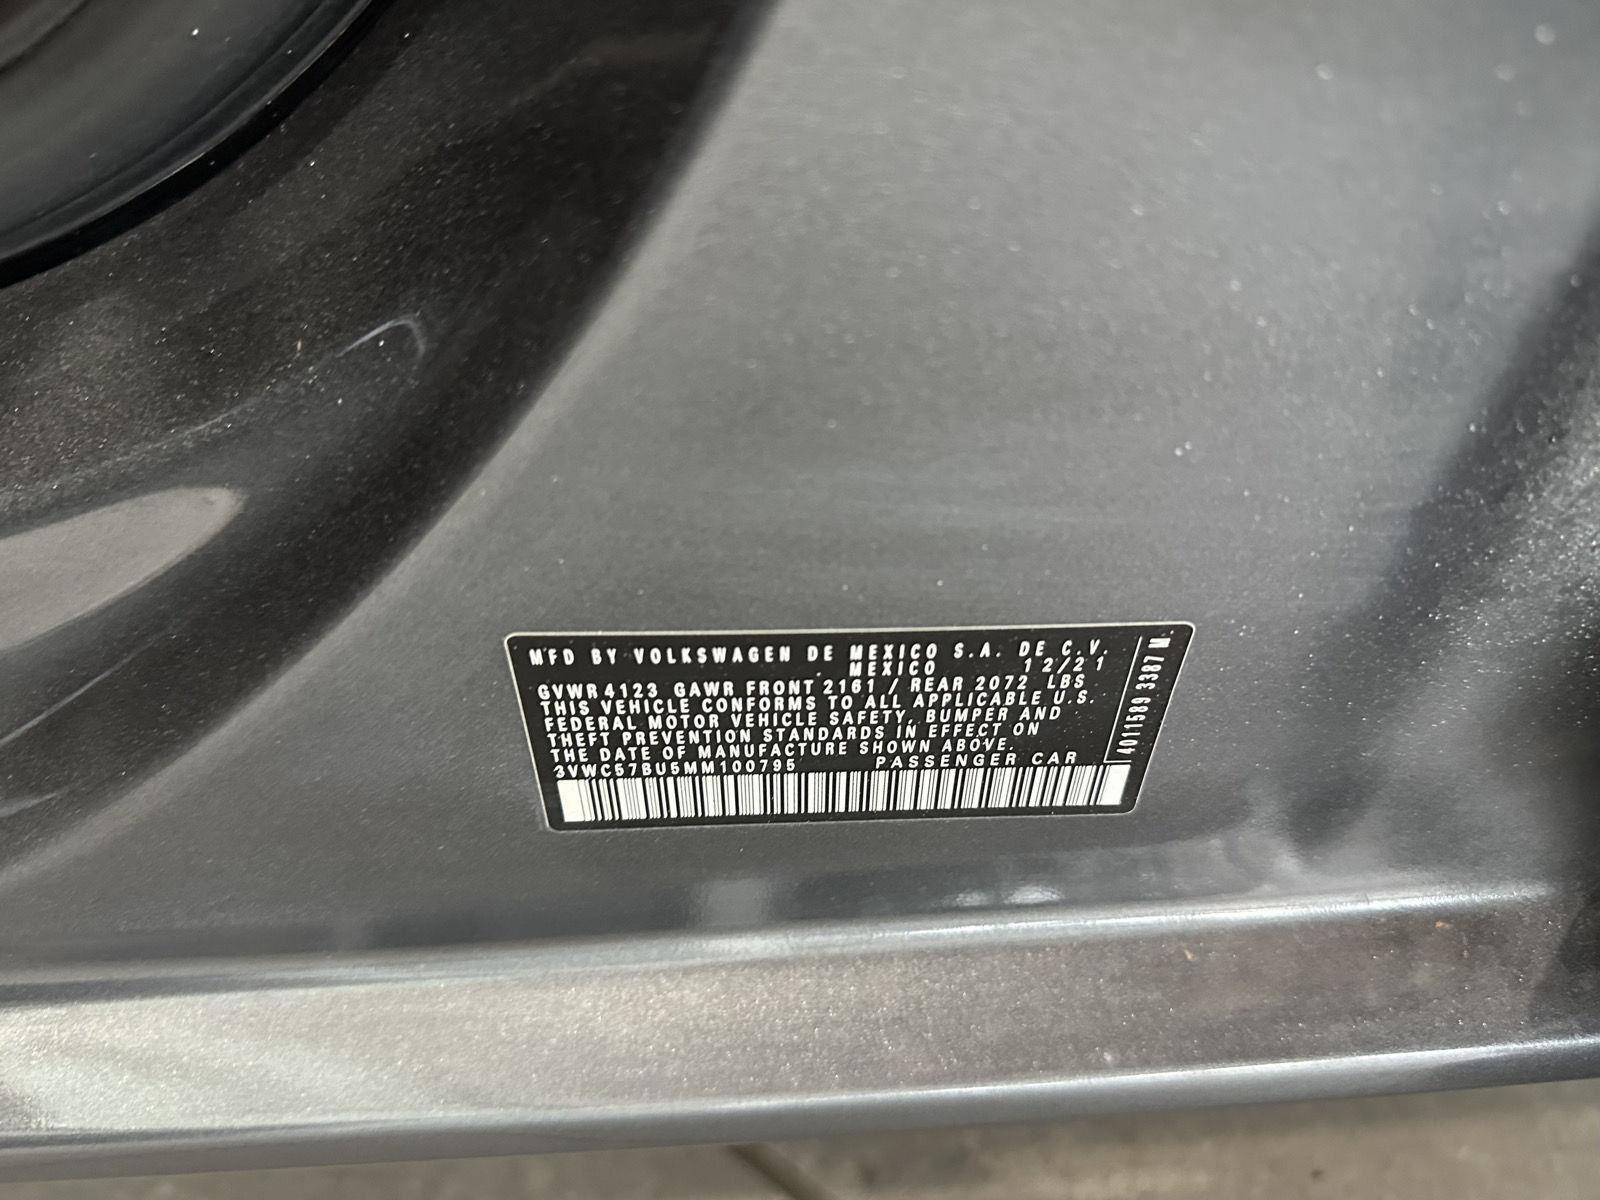 MFD BY VOLKSWAGEN DE MEXICO S.A. DE C.V.
MEXICO 12/21
GVWR 4123 GAWR FRONT 2161 / REAR 2072 LBS
THIS VEHICLE CONFORMS TO ALL APPLICABLE U.S.
FEDERAL MOTOR VEHICLE SAFETY, BUMPER AND
THEFT PREVENTION STANDARDS IN EFFECT ON
THE DATE OF MANUFACTURE SHOWN ABOVE.
3VWC57BU5MM100795 PASSENGER CAR
4011589 3387 M